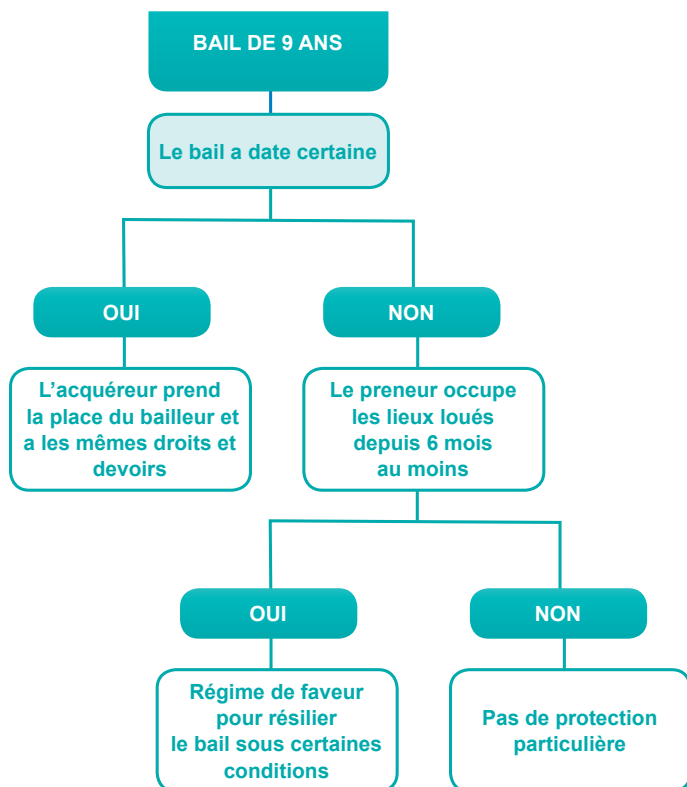 BAIL DE 9 ANS
Le bail a date certaine
OUI
NON
L'acquéreur prend
la place du bailleur et
a les mêmes droits et
devoirs
Le preneur occupe
les lieux loués
depuis 6 mois
au moins
OUI
NON
Régime de faveur
pour résilier
le bail sous certaines
conditions
Pas de protection
particulière